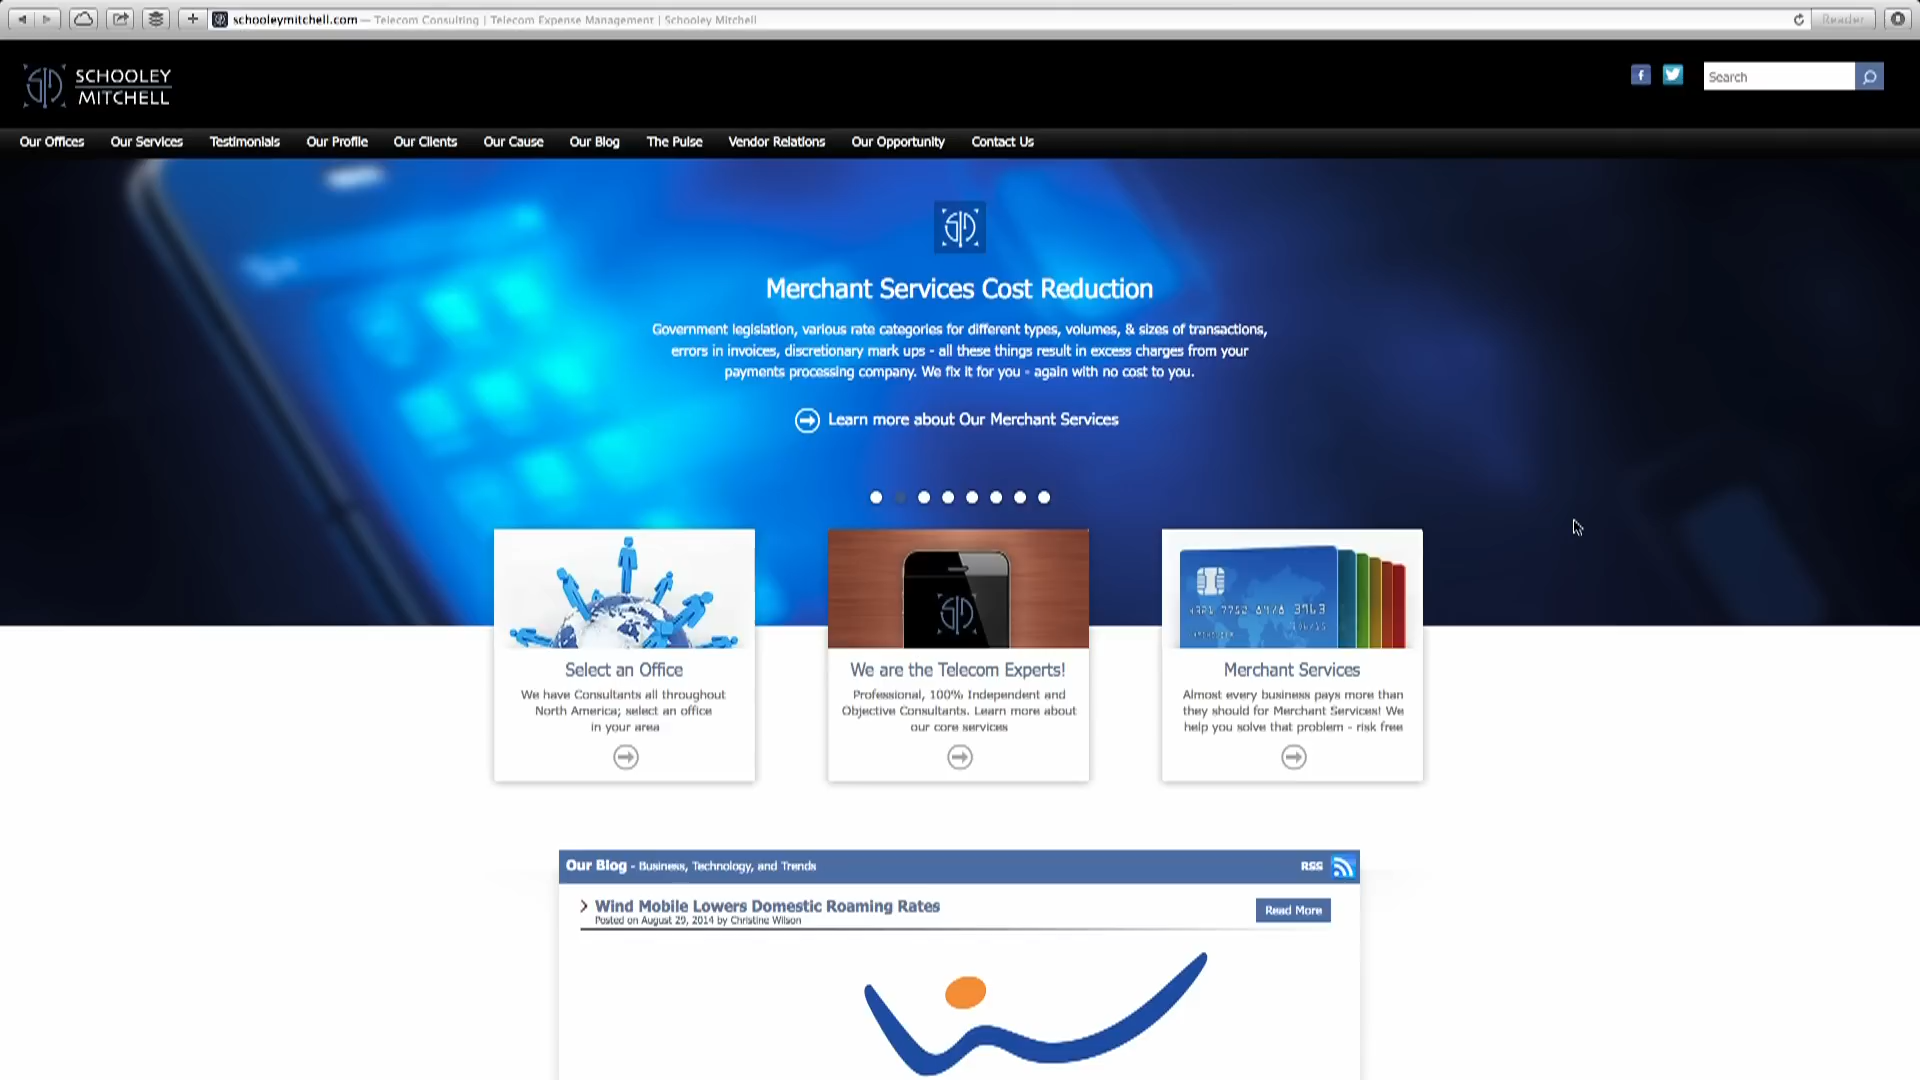 schooleymitchell.com — Telecom Consulting | Telecom Expense Management | Schooley Mitchell
Reader
SCHOOLEY
MITCHELL
Search
Our Offices Our Services Testimonials Our Profile Our Clients Our Cause Our Blog The Pulse Vendor Relations Our Opportunity Contact Us
Merchant Services Cost Reduction
Government legislation, various rate categories for different types, volumes, & sizes of transactions,
errors in invoices, discretionary mark ups - all these things result in excess charges from your
payments processing company. We fix it for you - again with no cost to you.
Learn more about Our Merchant Services
Select an Office
We have Consultants all throughout
North America; select an office
in your area
We are the Telecom Experts!
Professional, 100% Independent and
Objective Consultants. Learn more about
our core services
Merchant Services
Almost every business pays more than
they should for Merchant Services! We
help you solve that problem - risk free
Our Blog - Business, Technology, and Trends
RSS
Wind Mobile Lowers Domestic Roaming Rates
Read More
Posted on August 29, 2014 by Christine Wilson